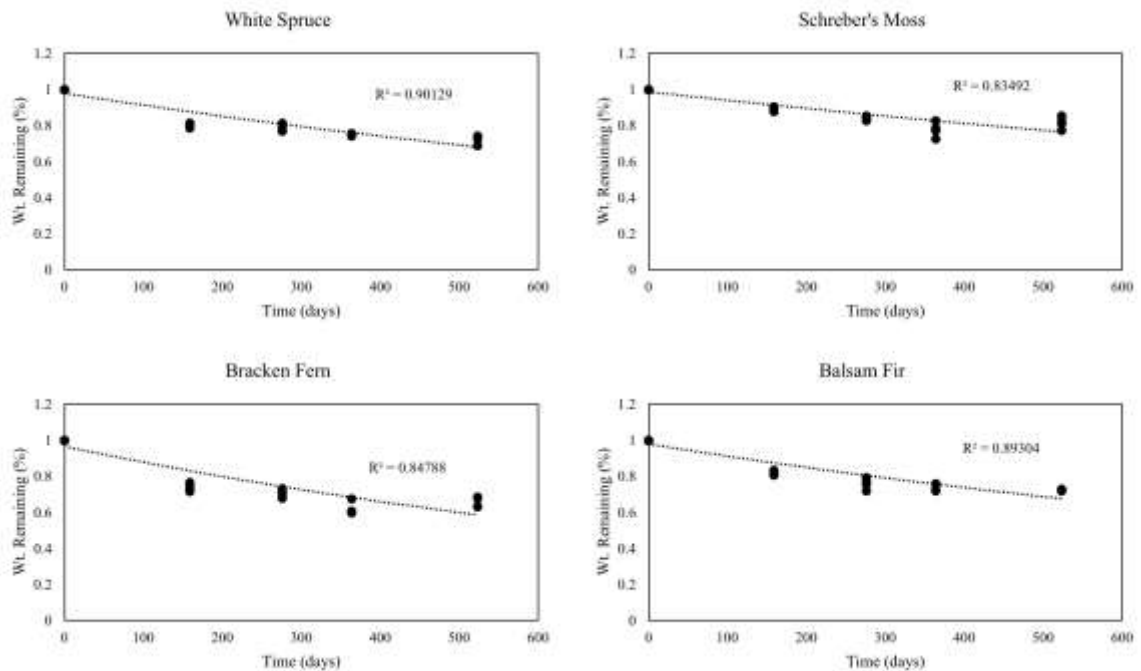 White Spruce
1.2
1
0.8
0.6
0.4
0.2
0
Wt. Remaining (%)
R² = 0.90129
0 100 200 300 400 500 600
Time (days)
Schreber's Moss
1.2
1
0.8
0.6
0.4
0.2
0
Wt. Remaining (%)
R² = 0.83492
0 100 200 300 400 500 600
Time (days)
Bracken Fern
1.2
1
0.8
0.6
0.4
0.2
0
Wt. Remaining (%)
R² = 0.84788
0 100 200 300 400 500 600
Time (days)
Balsam Fir
1.2
1
0.8
0.6
0.4
0.2
0
Wt. Remaining (%)
R² = 0.89304
0 100 200 300 400 500 600
Time (days)